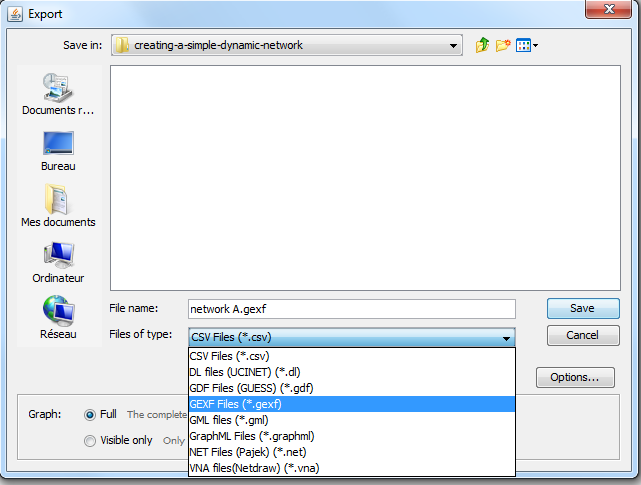 Export
Save in: creating-a-simple-dynamic-network
Documents r...
Bureau
Mes documents
Ordinateur
Réseau
File name: network A.gexf Save
Files of type: CSV Files (*.csv) Cancel
CSV Files (*.csv)
DL files (UCINET) (*.dl)
GDF Files (GUESS) (*.gdf)
GEXF Files (*.gexf)
GML files (*.gml)
GraphML Files (*.graphml)
NET Files (Pajek) (*.net)
VNA files(Netdraw) (*.vna)
Options...
Graph: Full The complete
Visible only Only